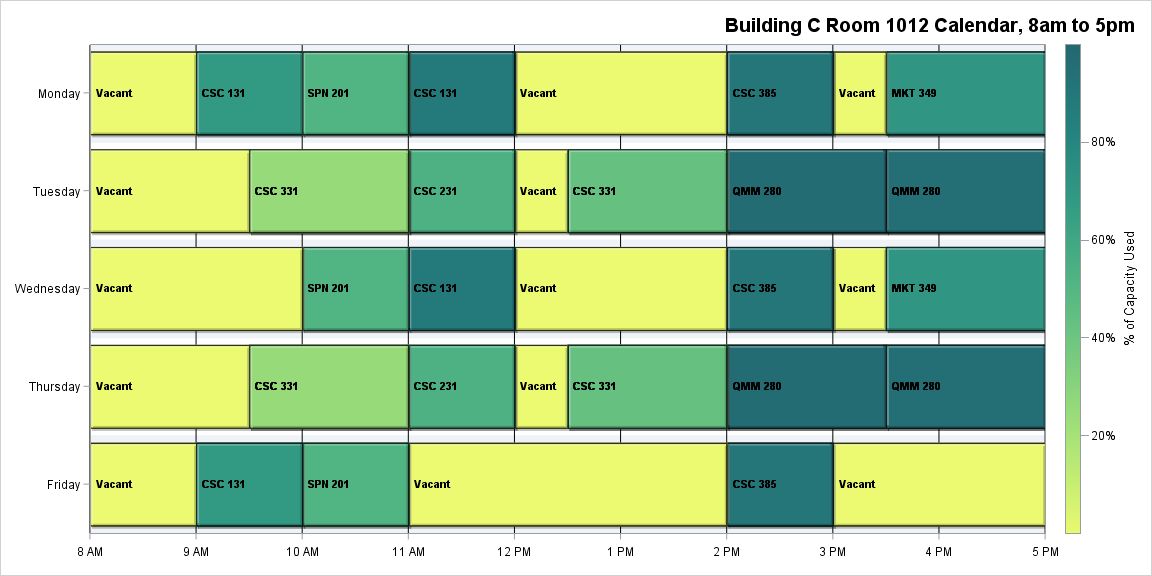 Building C Room 1012 Calendar, 8am to 5pm
Monday
Vacant CSC 131 SPN 201 CSC 131 Vacant CSC 385 Vacant MKT 349
Tuesday
Vacant CSC 331 CSC 231 Vacant CSC 331 QMM 280 QMM 280
Wednesday
Vacant SPN 201 CSC 131 Vacant CSC 385 Vacant MKT 349
Thursday
Vacant CSC 331 CSC 231 Vacant CSC 331 QMM 280 QMM 280
Friday
Vacant CSC 131 SPN 201 Vacant CSC 385 Vacant
8 AM 9 AM 10 AM 11 AM 12 PM 1 PM 2 PM 3 PM 4 PM 5 PM
80%
60%
40%
20%
% of Capacity Used